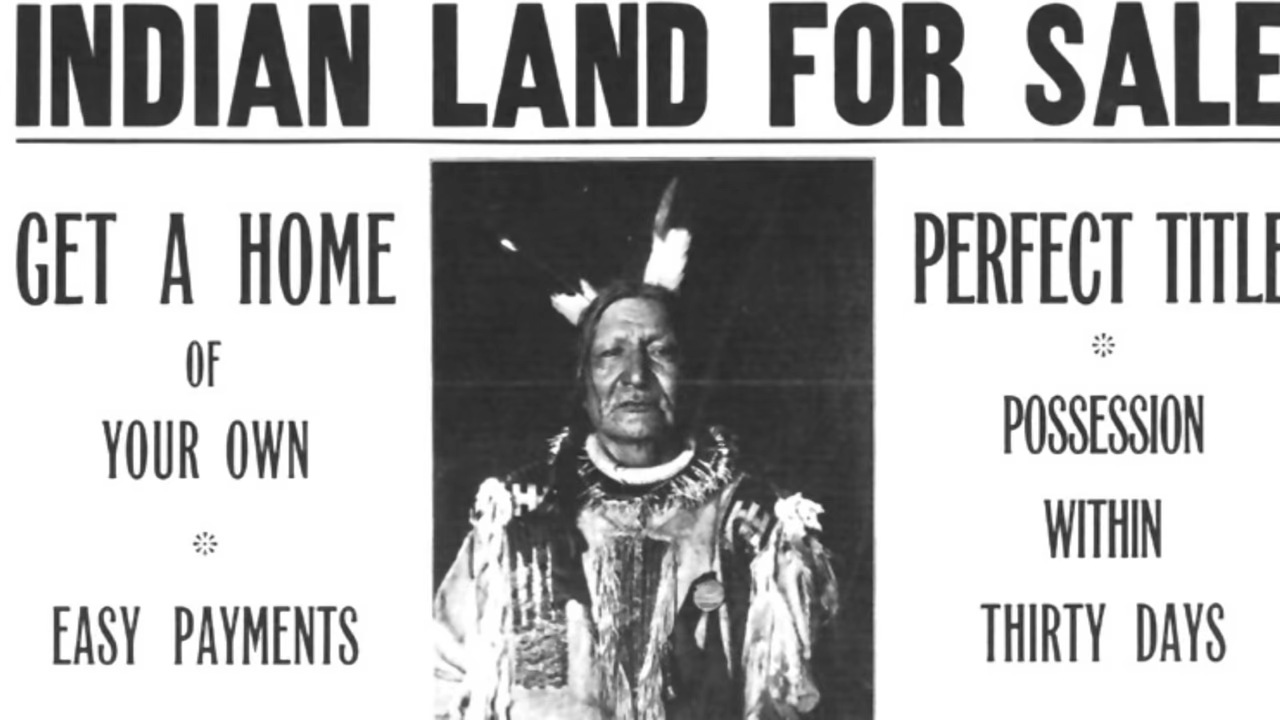 INDIAN LAND FOR SALE
GET A HOME
OF
YOUR OWN
EASY PAYMENTS
PERFECT TITLE
POSSESSION
WITHIN
THIRTY DAYS